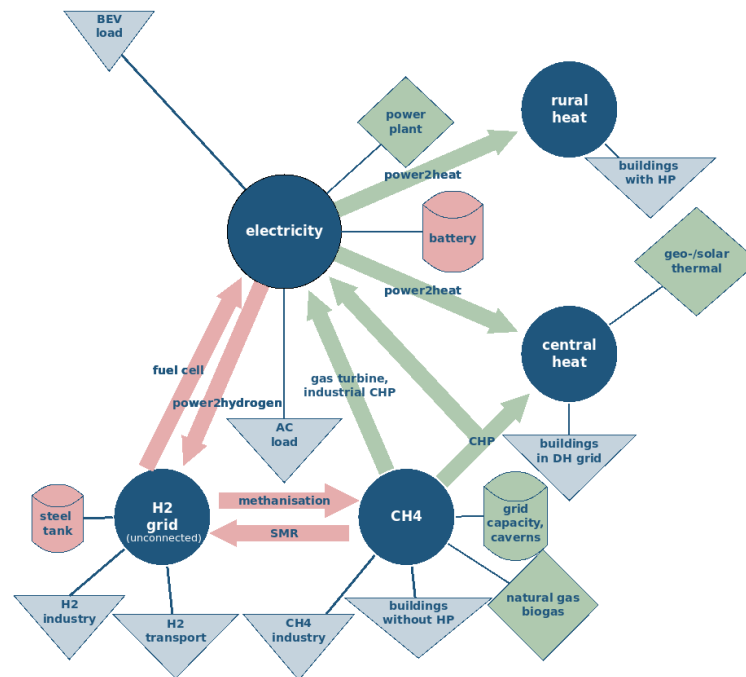 BEV
load
power
plant
rural
heat
power2heat
buildings
with HP
electricity
battery
geo-/solar
thermal
power2heat
central
heat
fuel cell
gas turbine,
industrial CHP
power2hydrogen
AC
load
CHP
buildings
in DH grid
steel
tank
H2
grid
(unconnected)
methanisation
SMR
CH4
grid
capacity,
caverns
H2
industry
H2
transport
CH4
industry
buildings
without HP
natural gas
biogas